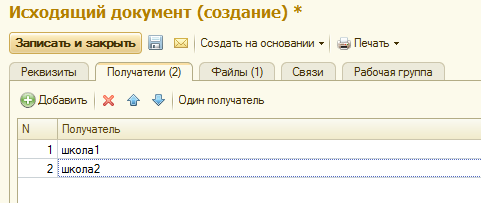 Исходящий документ (создание) *
Записать и закрыть Создать на основании Печать
Реквизиты Получатели (2) Файлы (1) Связи Рабочая группа
Добавить Один получатель
N Получатель
1 школа1
2 школа2